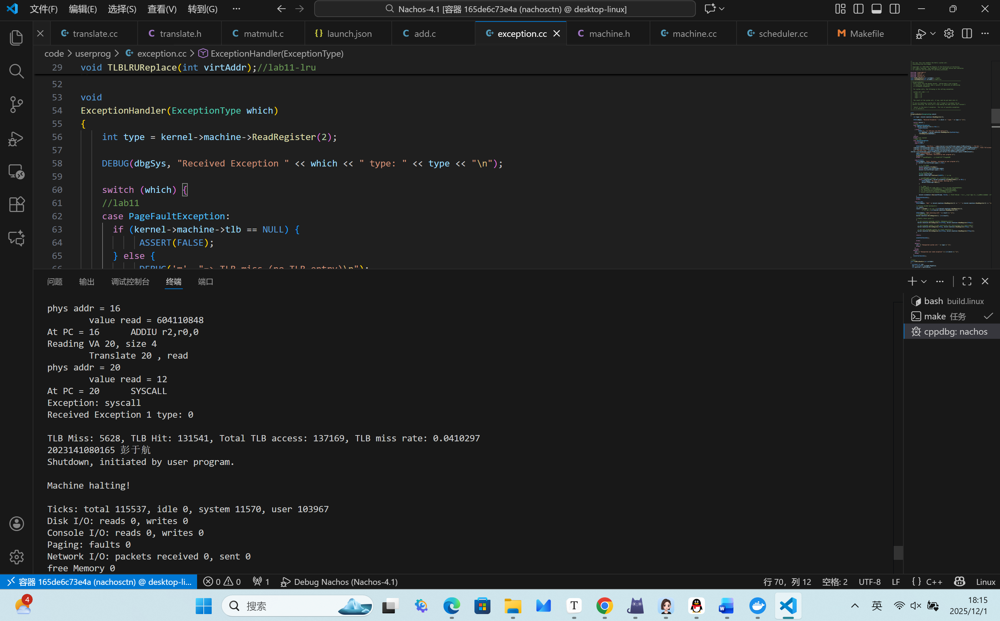 文件(F) 编辑(E) 选择(S) 查看(V) 转到(G) ··· Nachos-4.1 [容器 165de6c73e4a (nachosctn) @ desktop-linux]
translate.cc translate.h matmult.c launch.json add.c exception.cc machine.h machine.cc scheduler.cc Makefile
code > userprog > exception.cc > ExceptionHandler(ExceptionType)
29 void TLBLRUReplace(int virtAddr);//lab11-lru
52
53 void
54 ExceptionHandler(ExceptionType which)
55 {
56 int type = kernel->machine->ReadRegister(2);
57
58 DEBUG(dbgSys, "Received Exception " << which << " type: " << type << "\n");
59
60 switch (which) {
61 //lab11
62 case PageFaultException:
63 if (kernel->machine->tlb == NULL) {
64 ASSERT(FALSE);
65 } else {
66 DEBUG('m', "=> TLB miss (no TLB entry)\n");
问题 输出 调试控制台 终端 端口
bash build.linux
make 任务
cppdbg: nachos
phys addr = 16
value read = 604110848
At PC = 16 ADDIU r2,r0,0
Reading VA 20, size 4
Translate 20 , read
phys addr = 20
value read = 12
At PC = 20 SYSCALL
Exception: syscall
Received Exception 1 type: 0
TLB Miss: 5628, TLB Hit: 131541, Total TLB access: 137169, TLB miss rate: 0.0410297
2023141080165 彭于航
Shutdown, initiated by user program.
Machine halting!
Ticks: total 115537, idle 0, system 11570, user 103967
Disk I/O: reads 0, writes 0
Console I/O: reads 0, writes 0
Paging: faults 0
Network I/O: packets received 0, sent 0
free Memory 0
容器 165de6c73e4a (nachosctn) @ desktop-li... 0 0 1 Debug Nachos (Nachos-4.1) 行 70，列 12 空格: 2 UTF-8 LF {} C++ Linux
4 搜索 英 18:15
2025/12/1